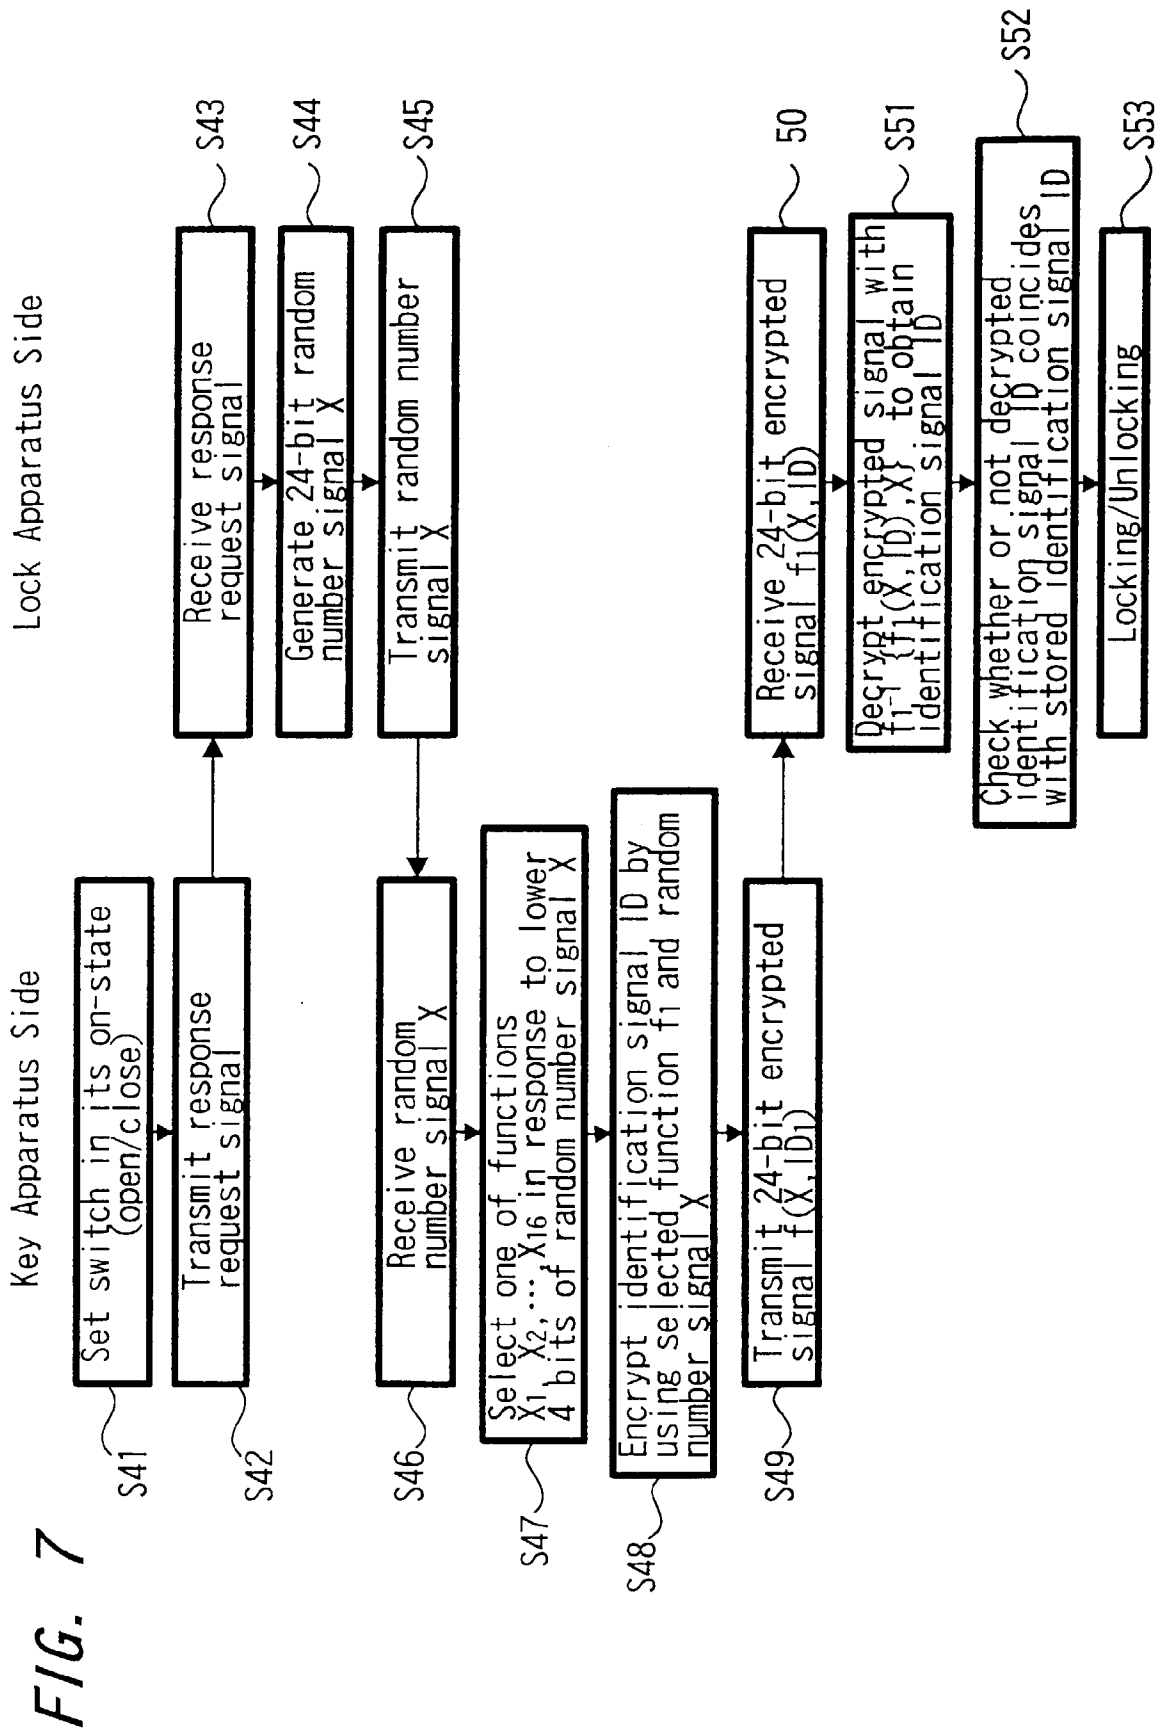 FIG. 7
Key Apparatus Side
Lock Apparatus Side
S41
Set switch in its on-state
(open/close)
S42
Transmit response
request signal
S43
Receive response
request signal
S44
Generate 24-bit random
number signal X
S45
Transmit random number
signal X
S46
Receive random
number signal X
S47
Select one of functions
X1, X2, ..., X16 in response to lower
4 bits of random number signal X
S48
Encrypt identification signal ID by
using selected function f1 and random
number signal X
S49
Transmit 24-bit encrypted
signal f(X,ID1)
50
Receive 24-bit encrypted
signal f1(X,ID)
S51
Decrypt encrypted signal with
f1-1{f1(X,ID),X} to obtain
identification signal ID
S52
Check whether or not decrypted
identification signal ID coincides
with stored identification signal ID
S53
Locking/Unlocking